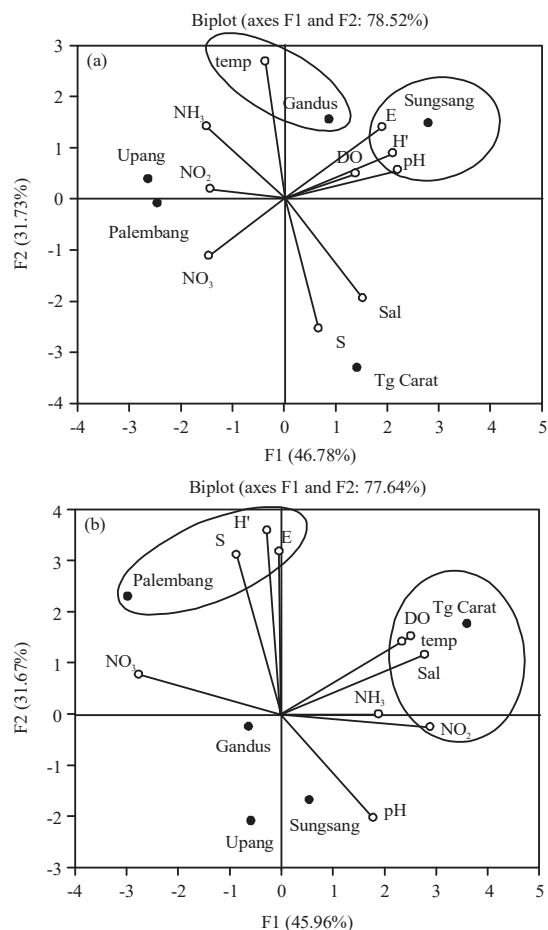 Biplot (axes F1 and F2: 78.52%)
3
(a)
temp
2
Gandus
Sungsang
E
NH₃
H'
1
Upang
DO
pH
NO₂
0
Palembang
F2 (31.73%)
-1
NO₃
-2
Sal
S
-3
Tg Carat
-4
-4 -3 -2 -1 0 1 2 3 4 5
F1 (46.78%)
Biplot (axes F1 and F2: 77.64%)
4
(b)
H'
S
E
3
Palembang
2
Tg Carat
DO
NO₃
temp
1
Sal
F2 (31.67%)
NH₃
0
NO₂
Gandus
-1
Sungsang
pH
-2
Upang
-3
-4 -3 -2 -1 0 1 2 3 4 5
F1 (45.96%)